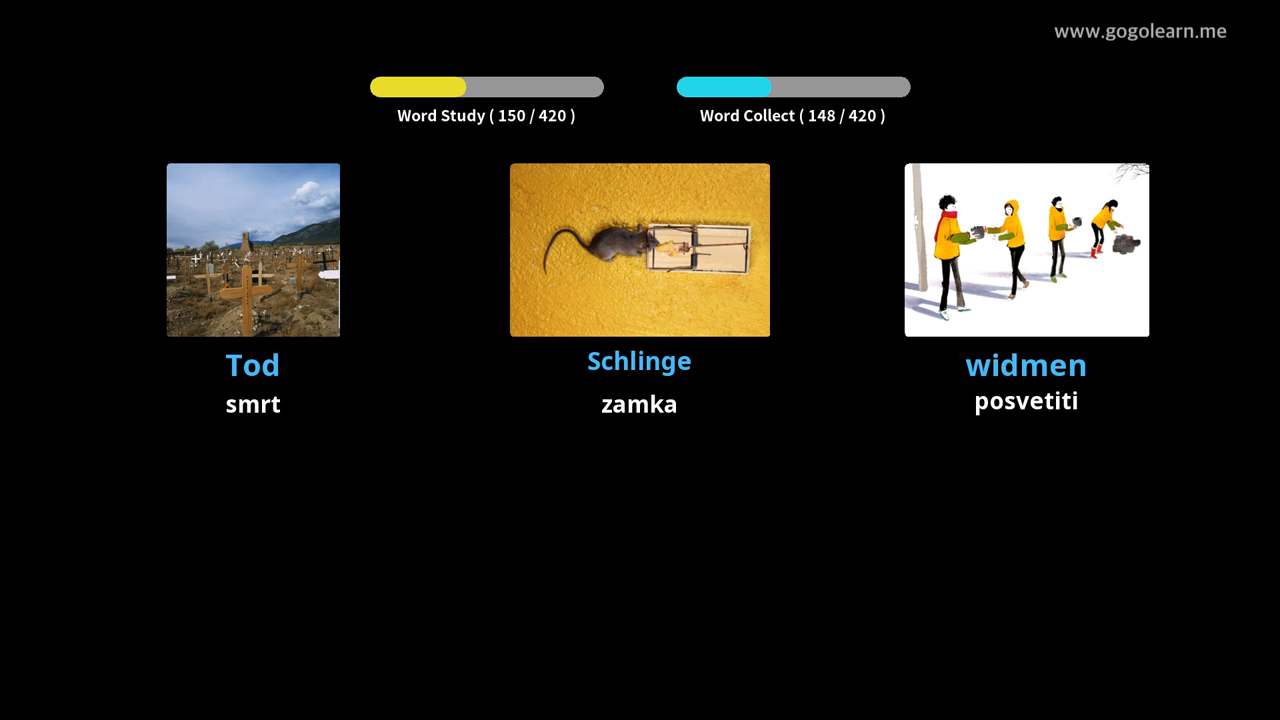 www.gogolearn.me
Word Study ( 150 / 420 )
Word Collect ( 148 / 420 )
Tod
smrt
Schlinge
zamka
widmen
posvetiti